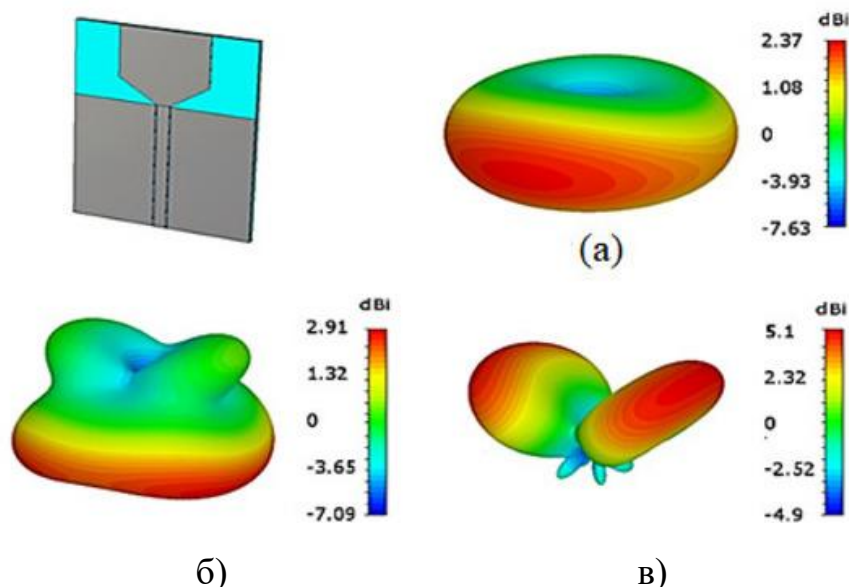 dBi
2.37
1.08
0
-3.93
-7.63
(a)
dBi
2.91
1.32
0
-3.65
-7.09
dBi
5.1
2.32
0
-2.52
-4.9
б)
в)